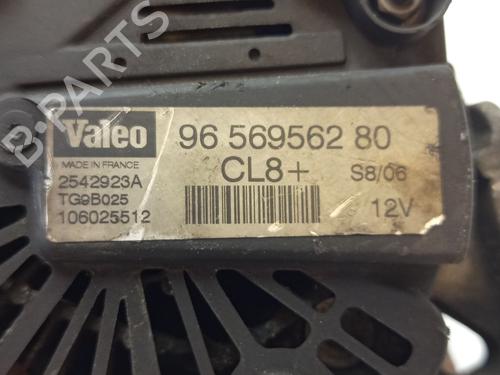 Valeo
MADE IN FRANCE
2542923A
TG9B025
106025512
96 569562 80
CL8+
S8/06
12V
B-PARTS